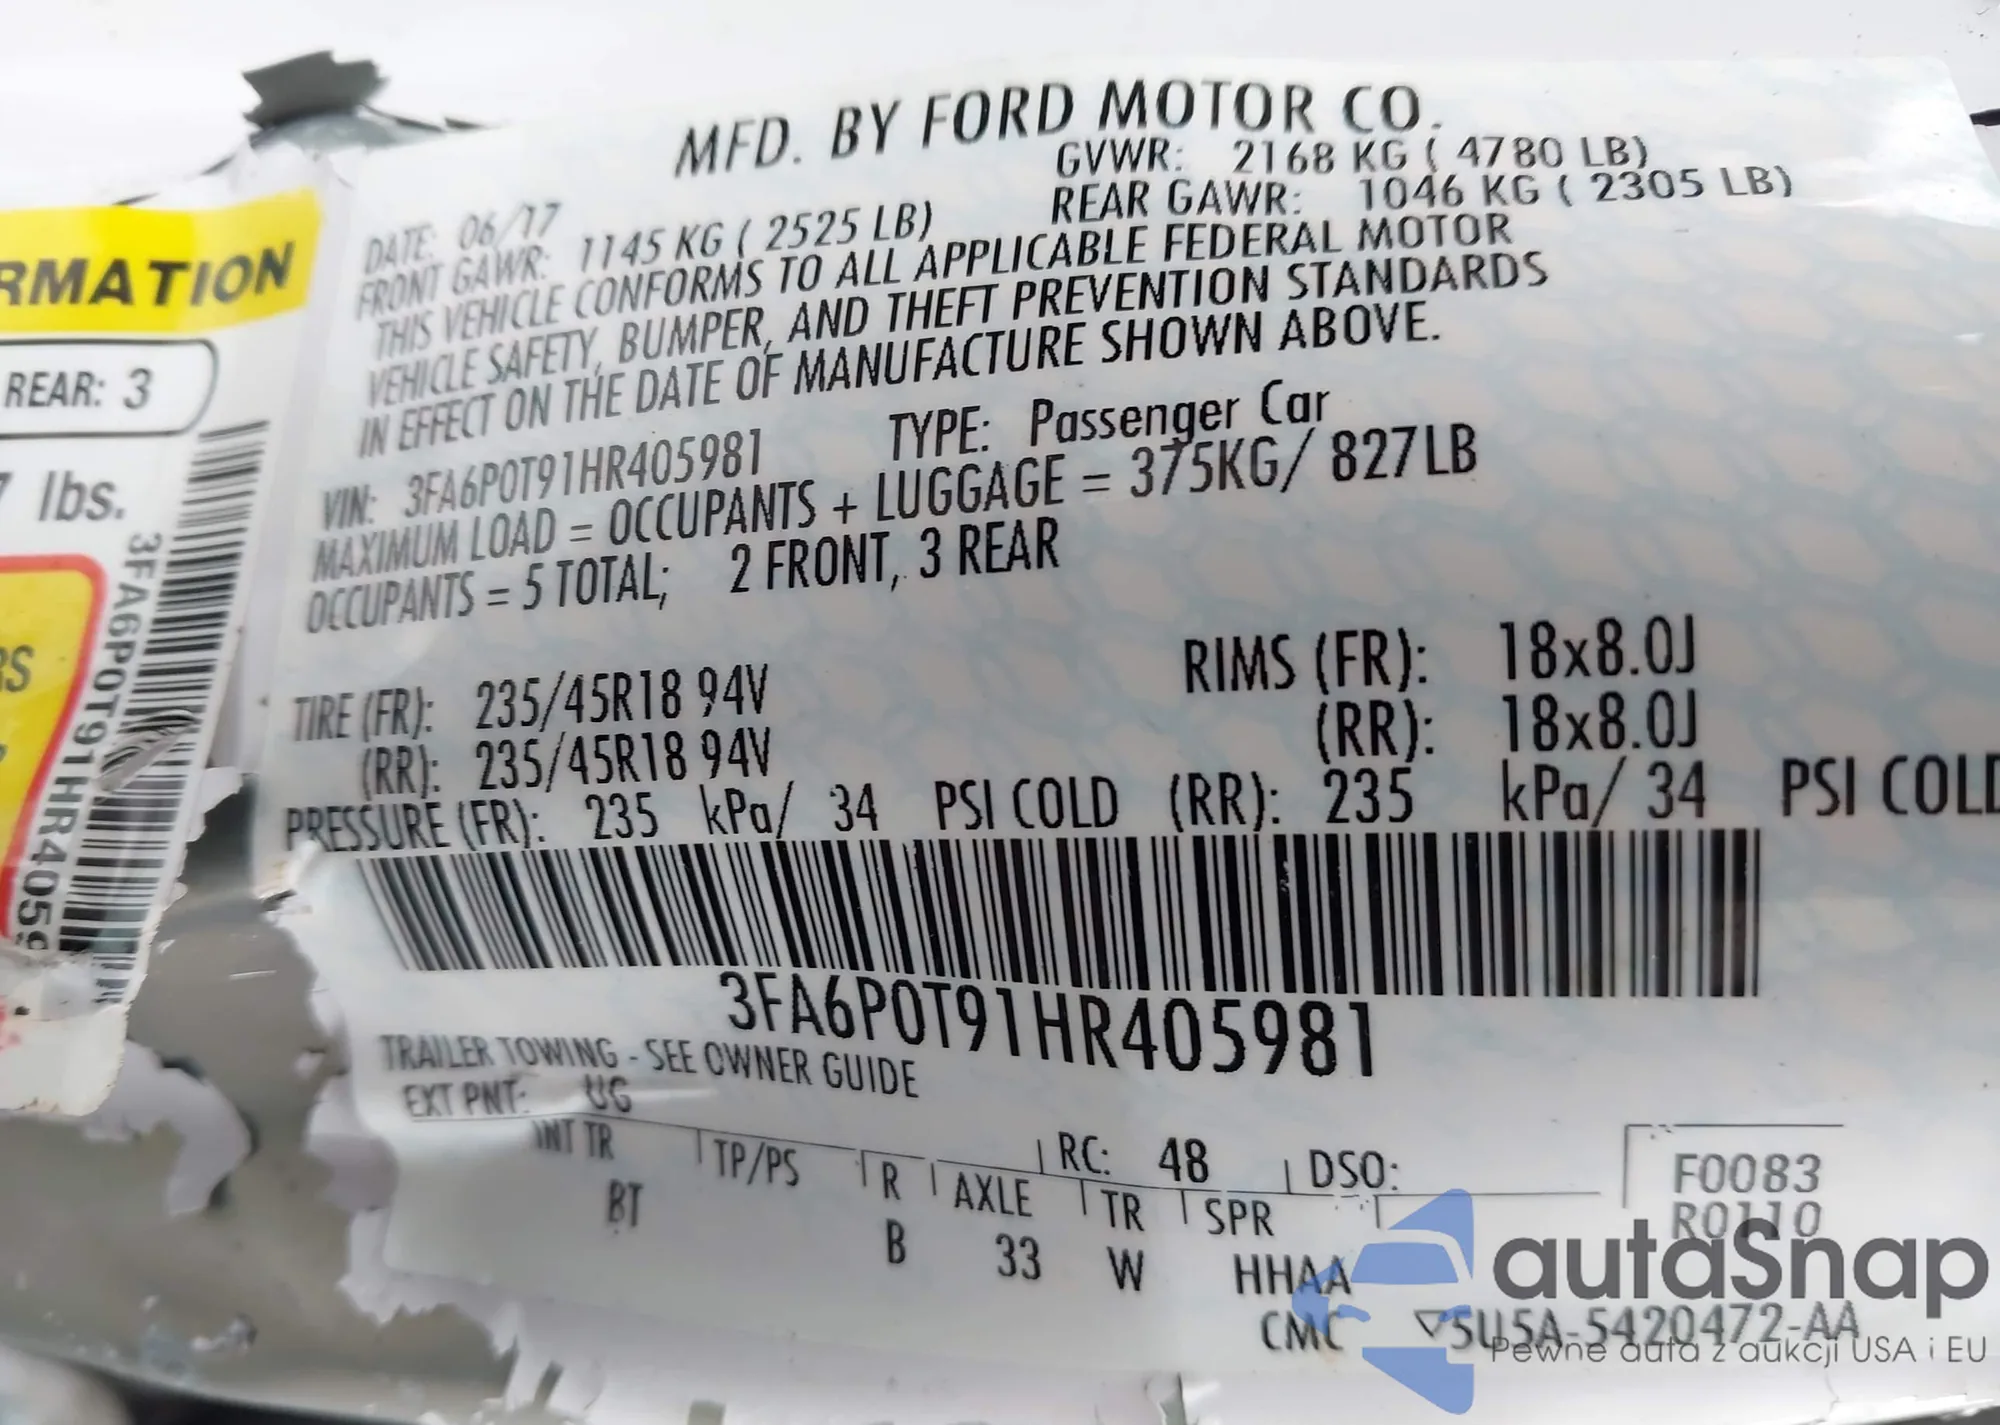 MFD. BY FORD MOTOR CO.
DATE: 06/17 GVWR: 2168 KG ( 4780 LB)
FRONT GAWR: 1145 KG ( 2525 LB) REAR GAWR: 1046 KG ( 2305 LB)
THIS VEHICLE CONFORMS TO ALL APPLICABLE FEDERAL MOTOR
VEHICLE SAFETY, BUMPER, AND THEFT PREVENTION STANDARDS
IN EFFECT ON THE DATE OF MANUFACTURE SHOWN ABOVE.
VIN: 3FA6P0T91HR405981 TYPE: Passenger Car
MAXIMUM LOAD = OCCUPANTS + LUGGAGE = 375KG/ 827LB
OCCUPANTS = 5 TOTAL; 2 FRONT, 3 REAR
TIRE (FR): 235/45R18 94V RIMS (FR): 18x8.0J
(RR): 235/45R18 94V (RR): 18x8.0J
PRESSURE (FR): 235 kPa/ 34 PSI COLD (RR): 235 kPa/ 34 PSI COLD
3FA6P0T91HR405981
TRAILER TOWING - SEE OWNER GUIDE
EXT PNT: UG RC: 48 DSO:
INT TR TP/PS R AXLE TR SPR
BT B 33 W HHAA
F0083
R0110
CMC ▽5U5A-5420472-AA
RMATION
REAR: 3
7 lbs.
RS
3FA6P0T91HR4059
autaSnap
Pewne auta z aukcji USA i EU